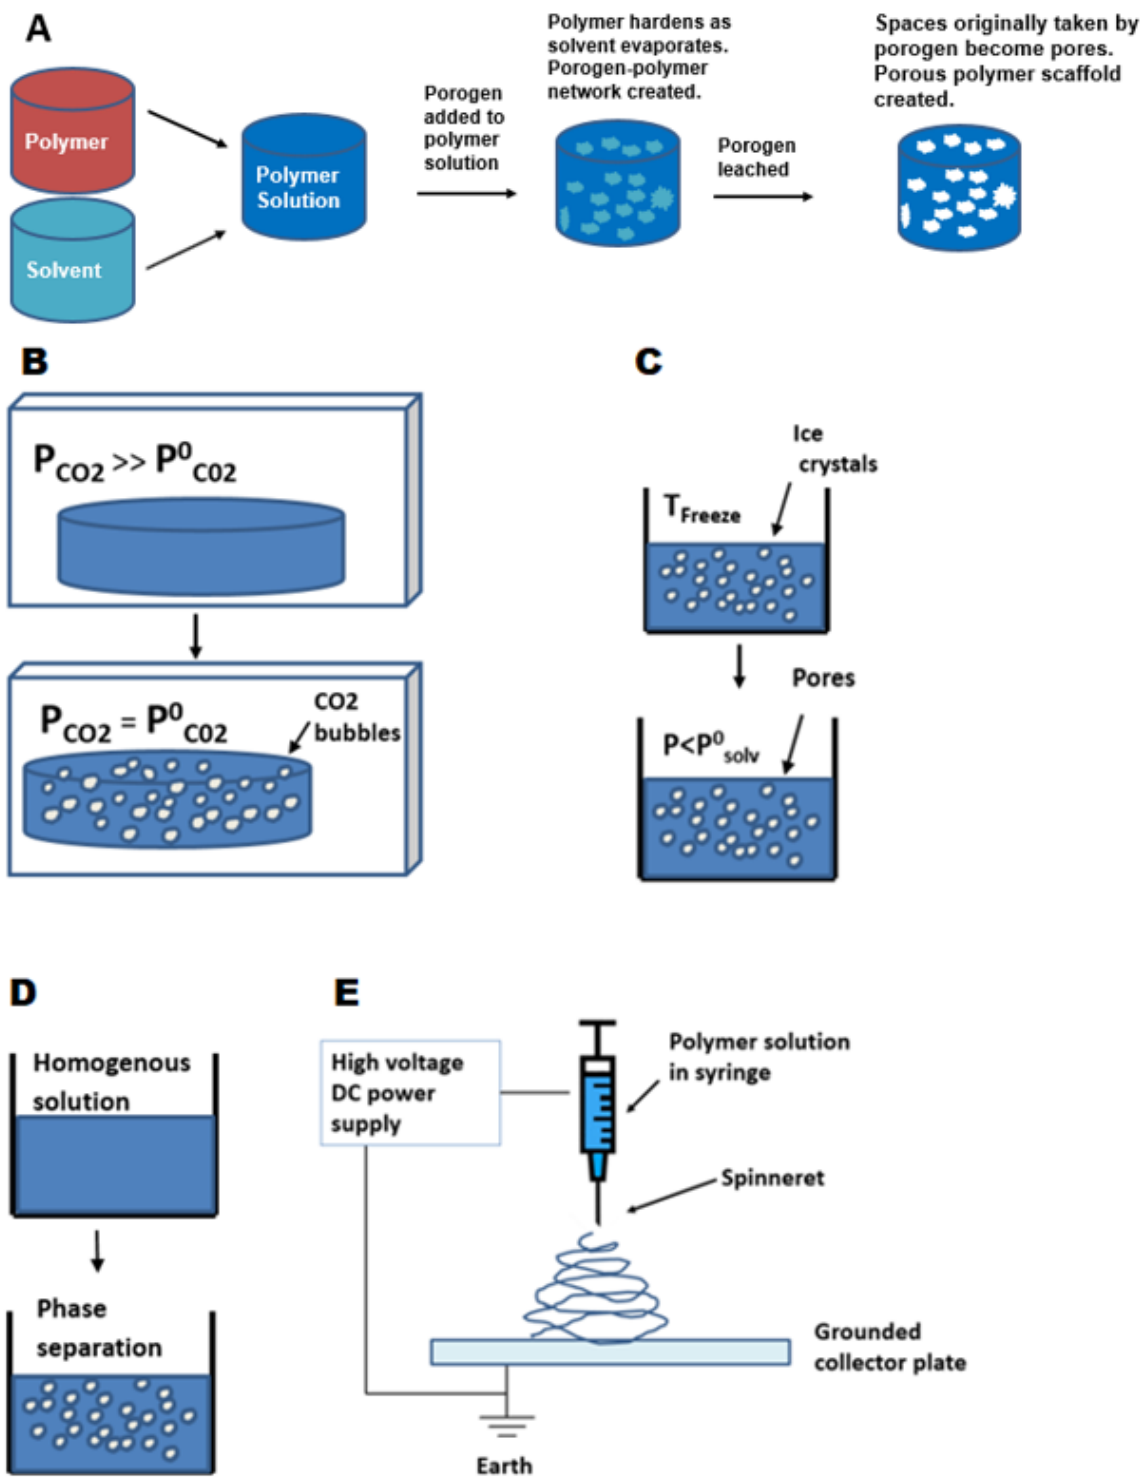 A
Polymer
Solvent
Polymer
Solution
Porogen
added to
polymer
solution
Polymer hardens as
solvent evaporates.
Porogen-polymer
network created.
Porogen
leached
Spaces originally taken by
porogen become pores.
Porous polymer scaffold
created.
B
PCO2 >> P0C02
PCO2 = P0C02
CO2
bubbles
C
Ice
crystals
TFreeze
Pores
P<P0solv
D
Homogenous
solution
Phase
separation
E
High voltage
DC power
supply
Polymer solution
in syringe
Spinneret
Grounded
collector plate
Earth